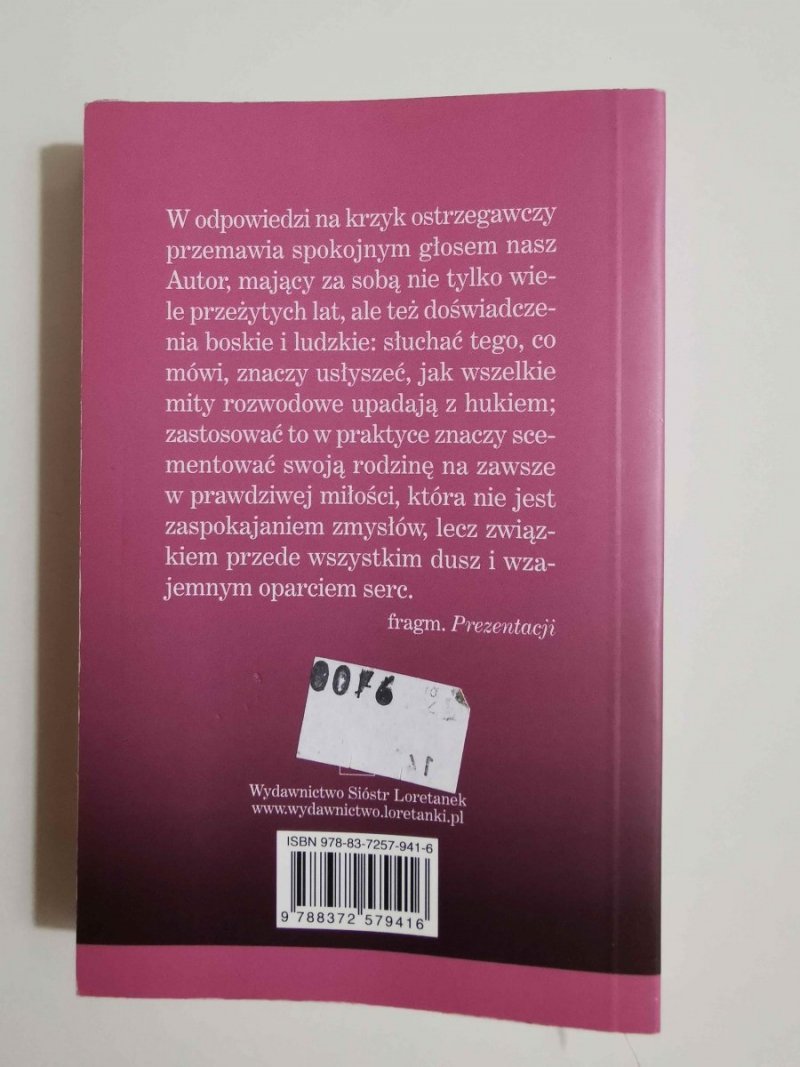 W odpowiedzi na krzyk ostrzegawczy
przemawia spokojnym głosem nasz
Autor, mający za sobą nie tylko wie-
le przeżytych lat, ale też doświadcze-
nia boskie i ludzkie: słuchać tego, co
mówi, znaczy usłyszeć, jak wszelkie
mity rozwodowe upadają z hukiem;
zastosować to w praktyce znaczy sce-
mentować swoją rodzinę na zawsze
w prawdziwej miłości, która nie jest
zaspokajaniem zmysłów, lecz związ-
kiem przede wszystkim dusz i wza-
jemnym oparciem serc.
fragm. Prezentacji
Wydawnictwo Sióstr Loretanek
www.wydawnictwo.loretanki.pl
ISBN 978-83-7257-941-6
9 788372 579416